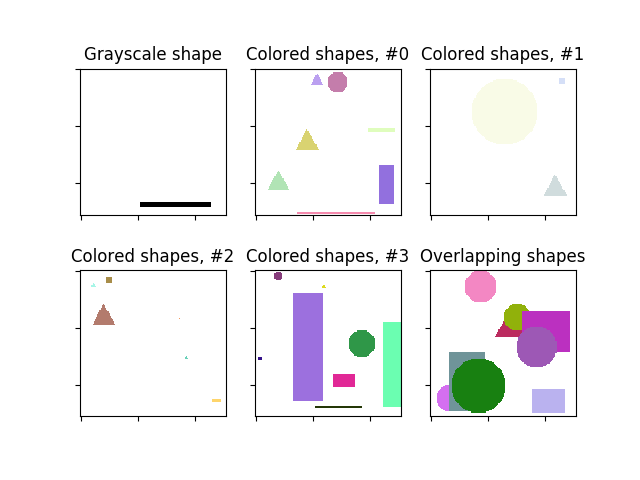 Grayscale shape
Colored shapes, #0
Colored shapes, #1
Colored shapes, #2
Colored shapes, #3
Overlapping shapes